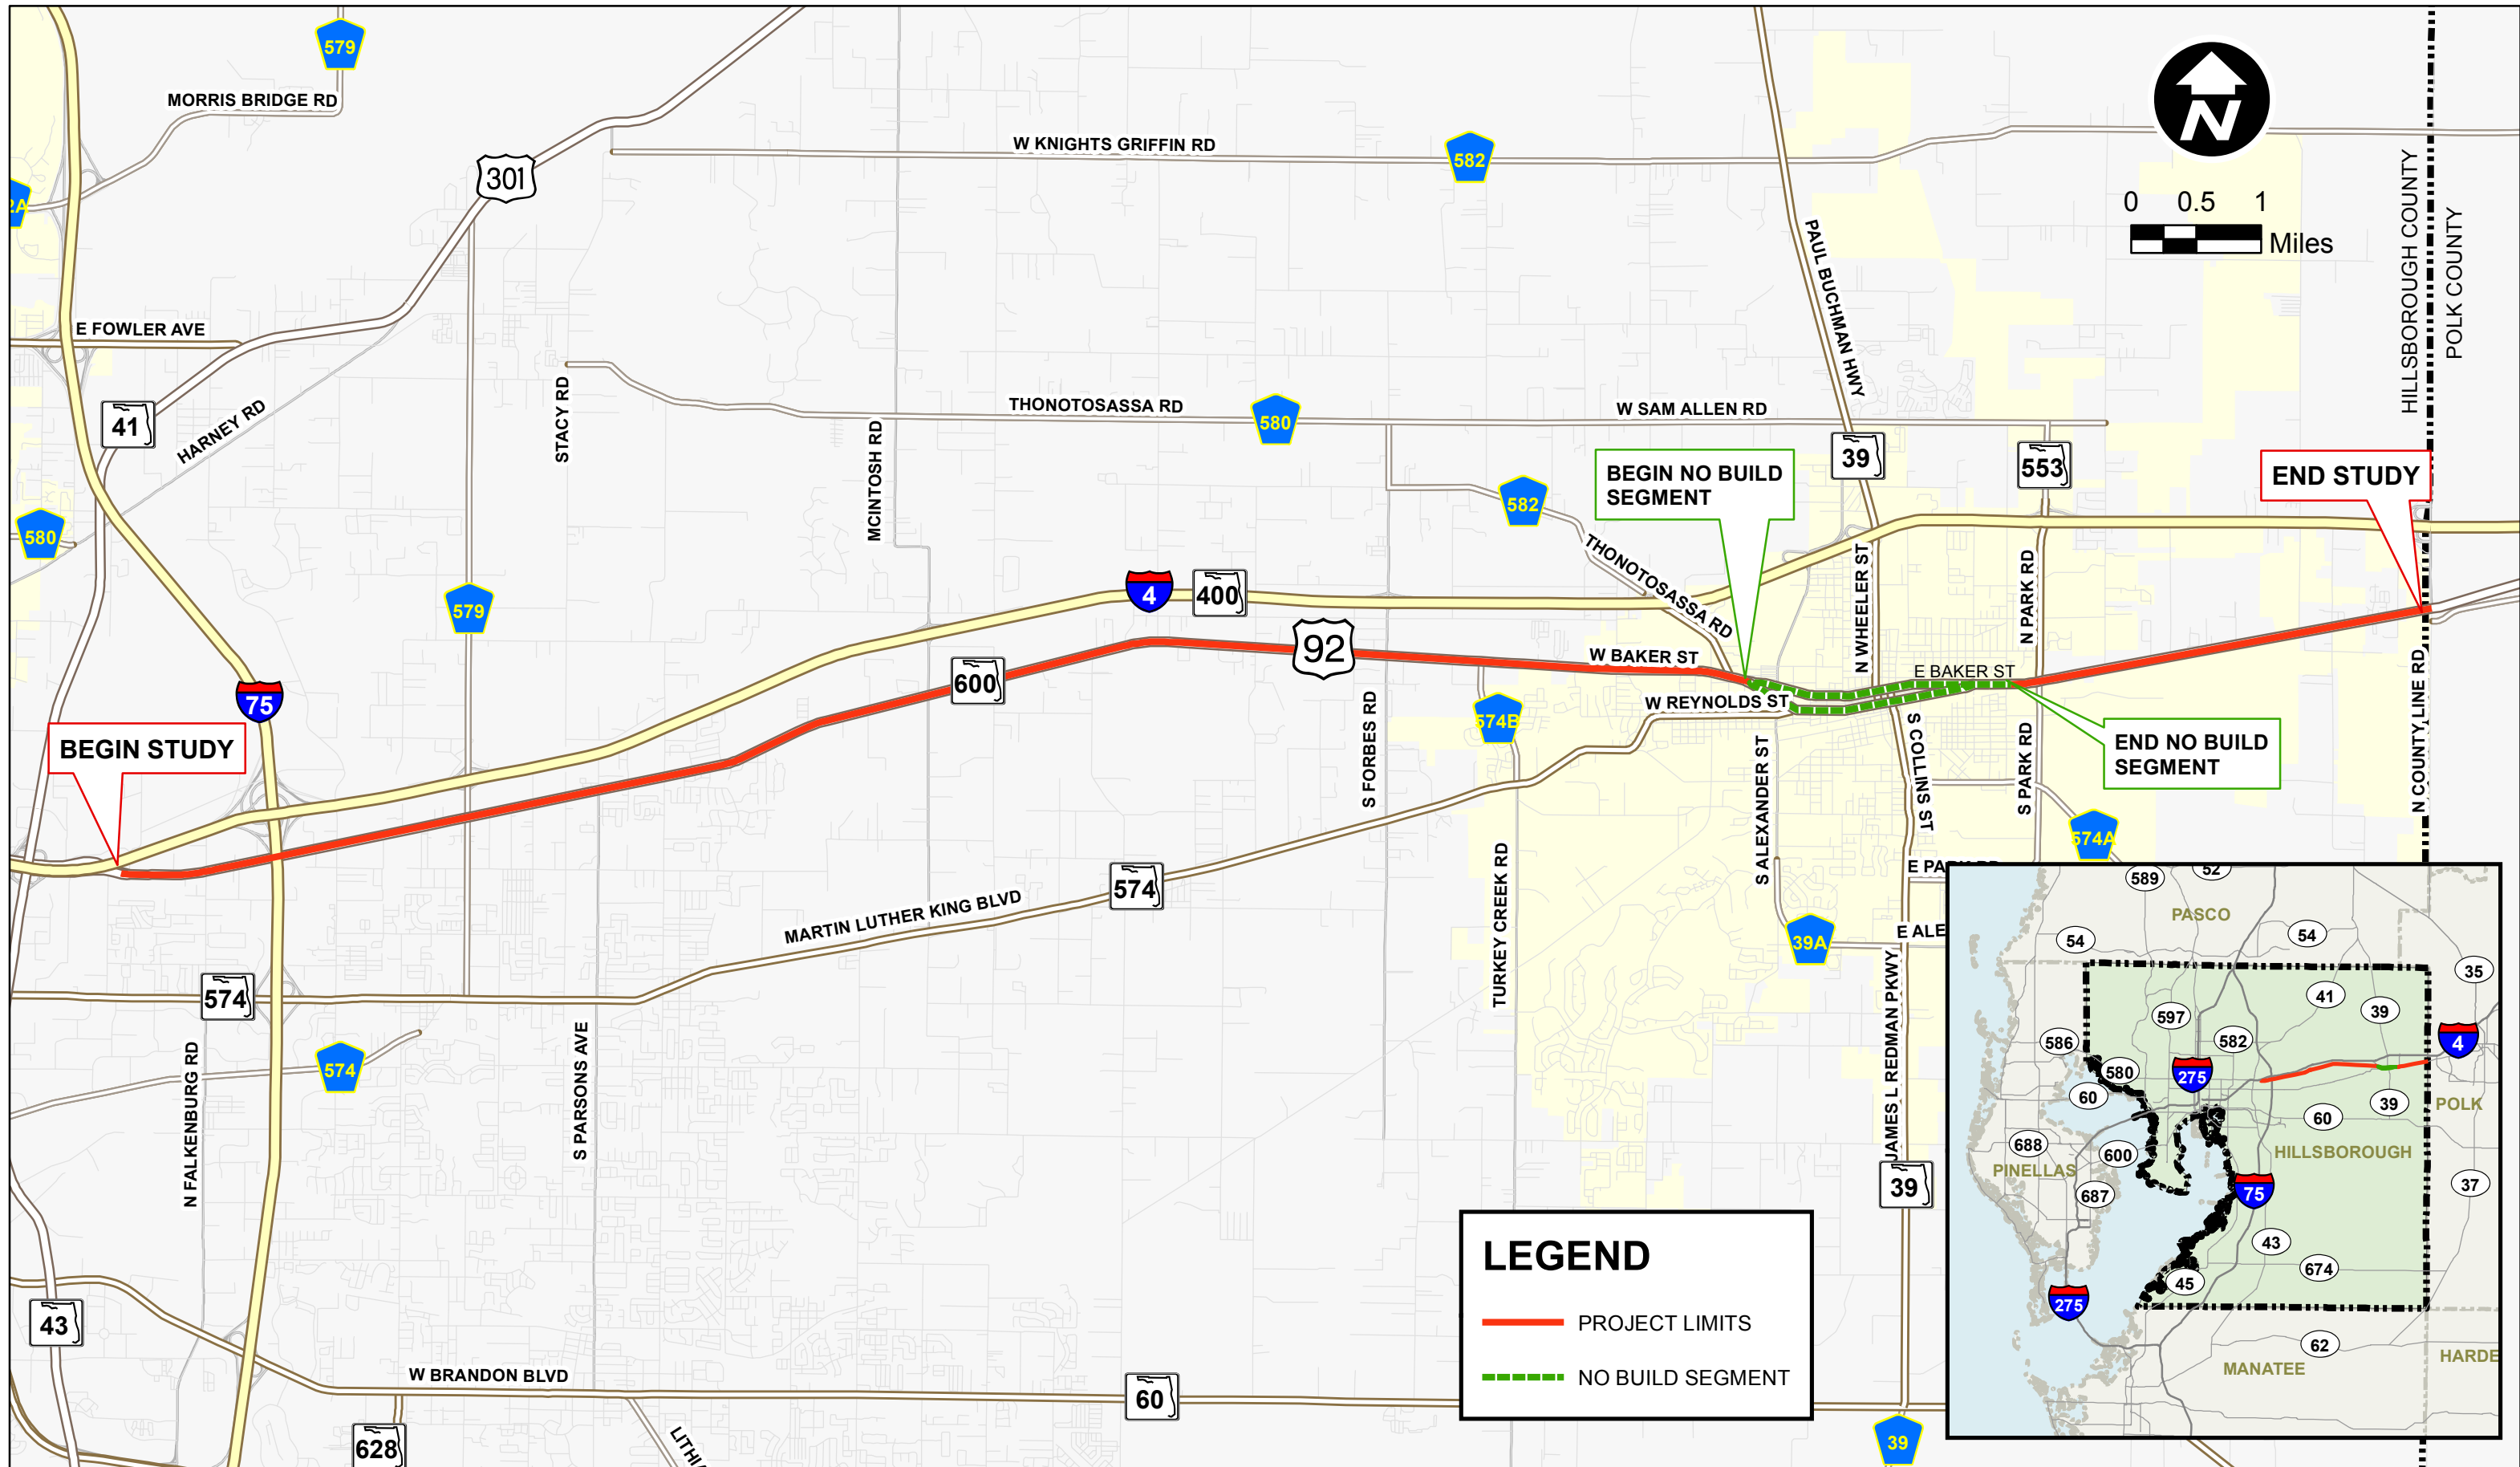 579
MORRIS BRIDGE RD
301
W KNIGHTS GRIFFIN RD
582
2A
0 0.5 1
Miles
HILLSBOROUGH COUNTY
POLK COUNTY
PAUL BUCHMAN HWY
E FOWLER AVE
41
HARNEY RD
STACY RD
THONOTOSASSA RD
580
MCINTOSH RD
W SAM ALLEN RD
39
553
BEGIN NO BUILD
SEGMENT
END STUDY
580
582
THONOTOSASSA RD
579
4
400
92
W BAKER ST
N WHEELER ST
N PARK RD
E BAKER ST
600
75
W REYNOLDS ST
574B
S FORBES RD
N COUNTY LINE RD
BEGIN STUDY
S ALEXANDER ST
S COLLINS ST
S PARK RD
END NO BUILD
SEGMENT
574A
TURKEY CREEK RD
574
MARTIN LUTHER KING BLVD
39A
E ALE
574
JAMES L REDMAN PKWY
N FALKENBURG RD
574
S PARSONS AVE
39
43
W BRANDON BLVD
60
628
39
LEGEND
PROJECT LIMITS
NO BUILD SEGMENT
589
52
PASCO
54
54
35
41
39
597
586
582
4
580
275
60
39
POLK
60
688
HILLSBOROUGH
600
PINELLAS
75
37
687
43
674
45
275
62
MANATEE
HARDE